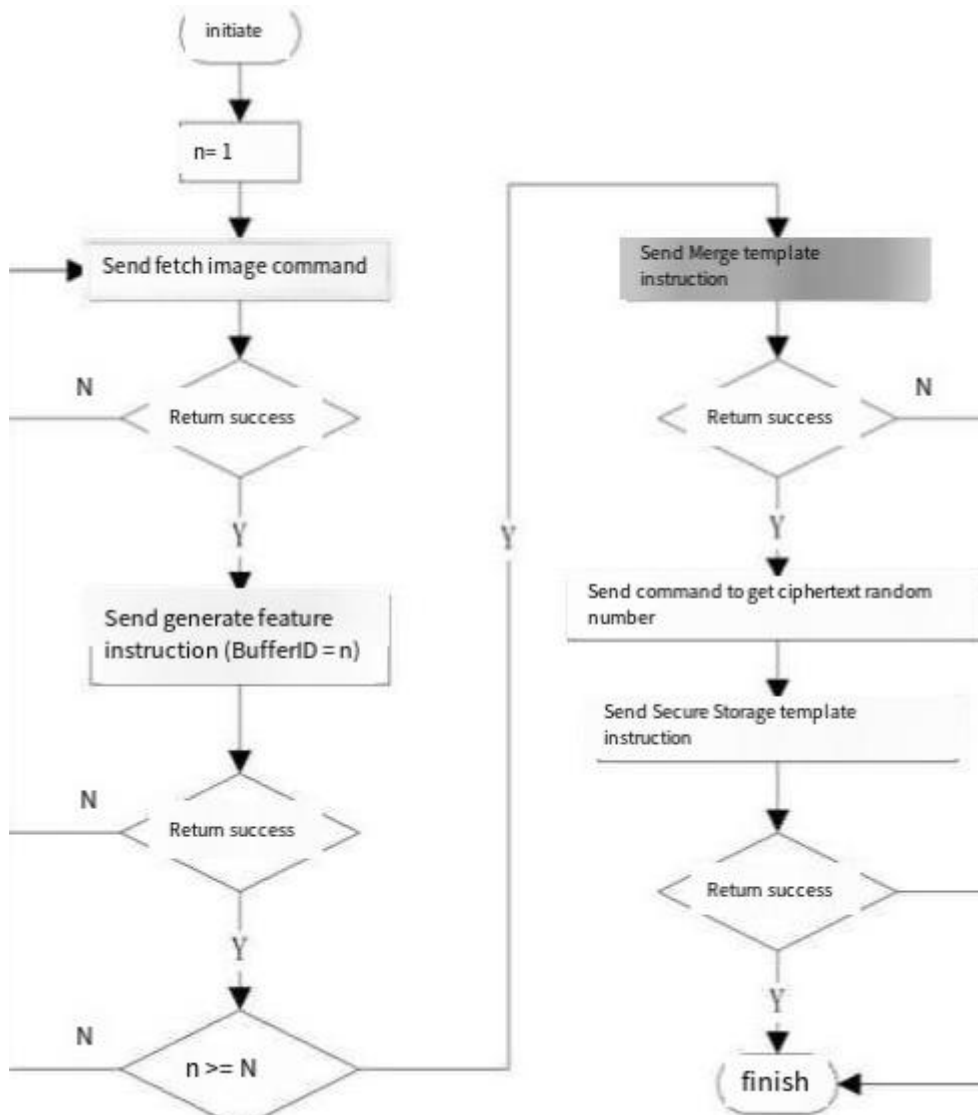 initiate
n= 1
Send fetch image command
N
Return success
Y
Send generate feature
instruction (BufferID = n)
N
Return success
Y
N
n >= N
Y
Send Merge template
instruction
Return success
N
Y
Send command to get ciphertext random
number
Send Secure Storage template
instruction
Return success
Y
finish